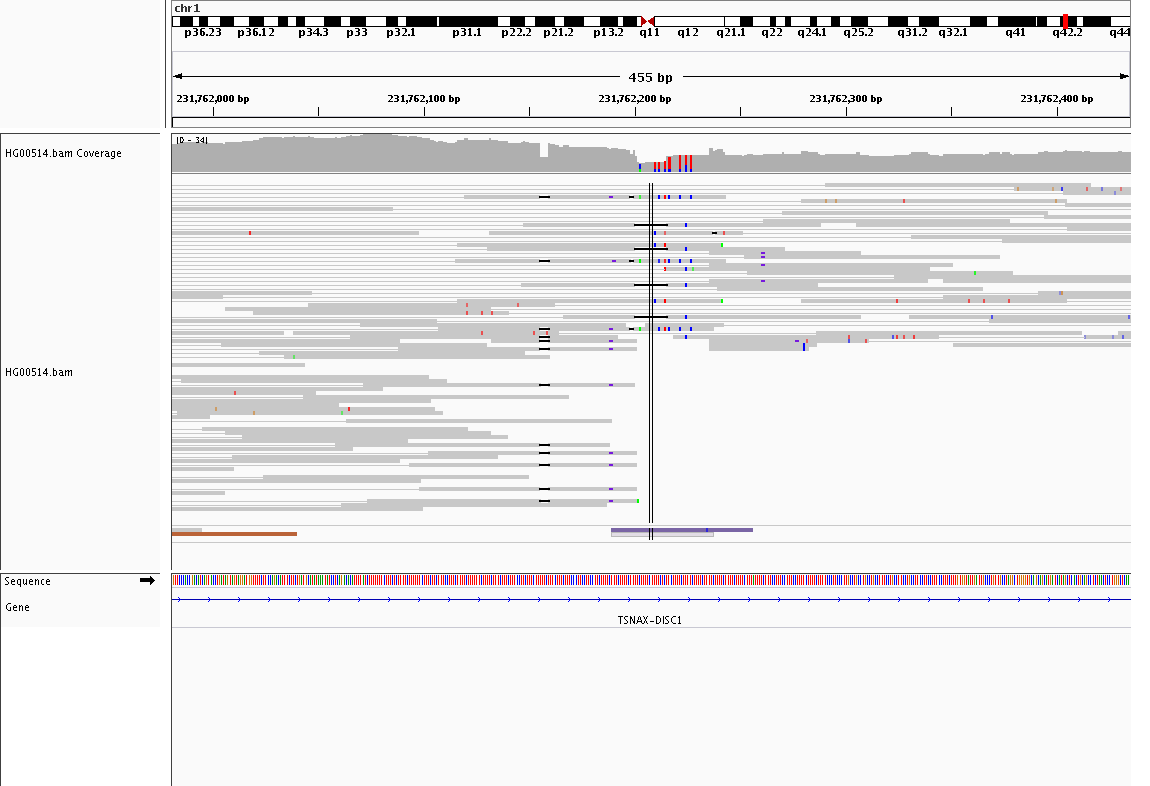 chr1
p36.23 p36.12 p34.3 p33 p32.1 p31.1 p22.2 p21.2 p13.2 q11 q12 q21.1 q22 q24.1 q25.2 q31.2 q32.1 q41 q42.2 q44
455 bp
231,762,000 bp 231,762,100 bp 231,762,200 bp 231,762,300 bp 231,762,400 bp
[0 - 34]
HG00514.bam Coverage
HG00514.bam
Sequence
Gene
TSNAX-DISC1